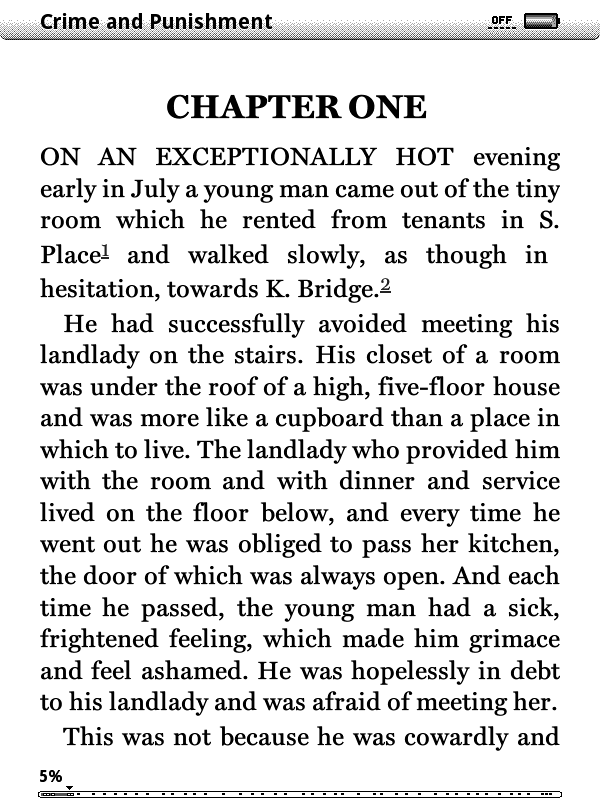 Crime and Punishment OFF
CHAPTER ONE
ON AN EXCEPTIONALLY HOT evening
early in July a young man came out of the tiny
room which he rented from tenants in S.
Place1 and walked slowly, as though in
hesitation, towards K. Bridge.2
He had successfully avoided meeting his
landlady on the stairs. His closet of a room
was under the roof of a high, five-floor house
and was more like a cupboard than a place in
which to live. The landlady who provided him
with the room and with dinner and service
lived on the floor below, and every time he
went out he was obliged to pass her kitchen,
the door of which was always open. And each
time he passed, the young man had a sick,
frightened feeling, which made him grimace
and feel ashamed. He was hopelessly in debt
to his landlady and was afraid of meeting her.
This was not because he was cowardly and
5%